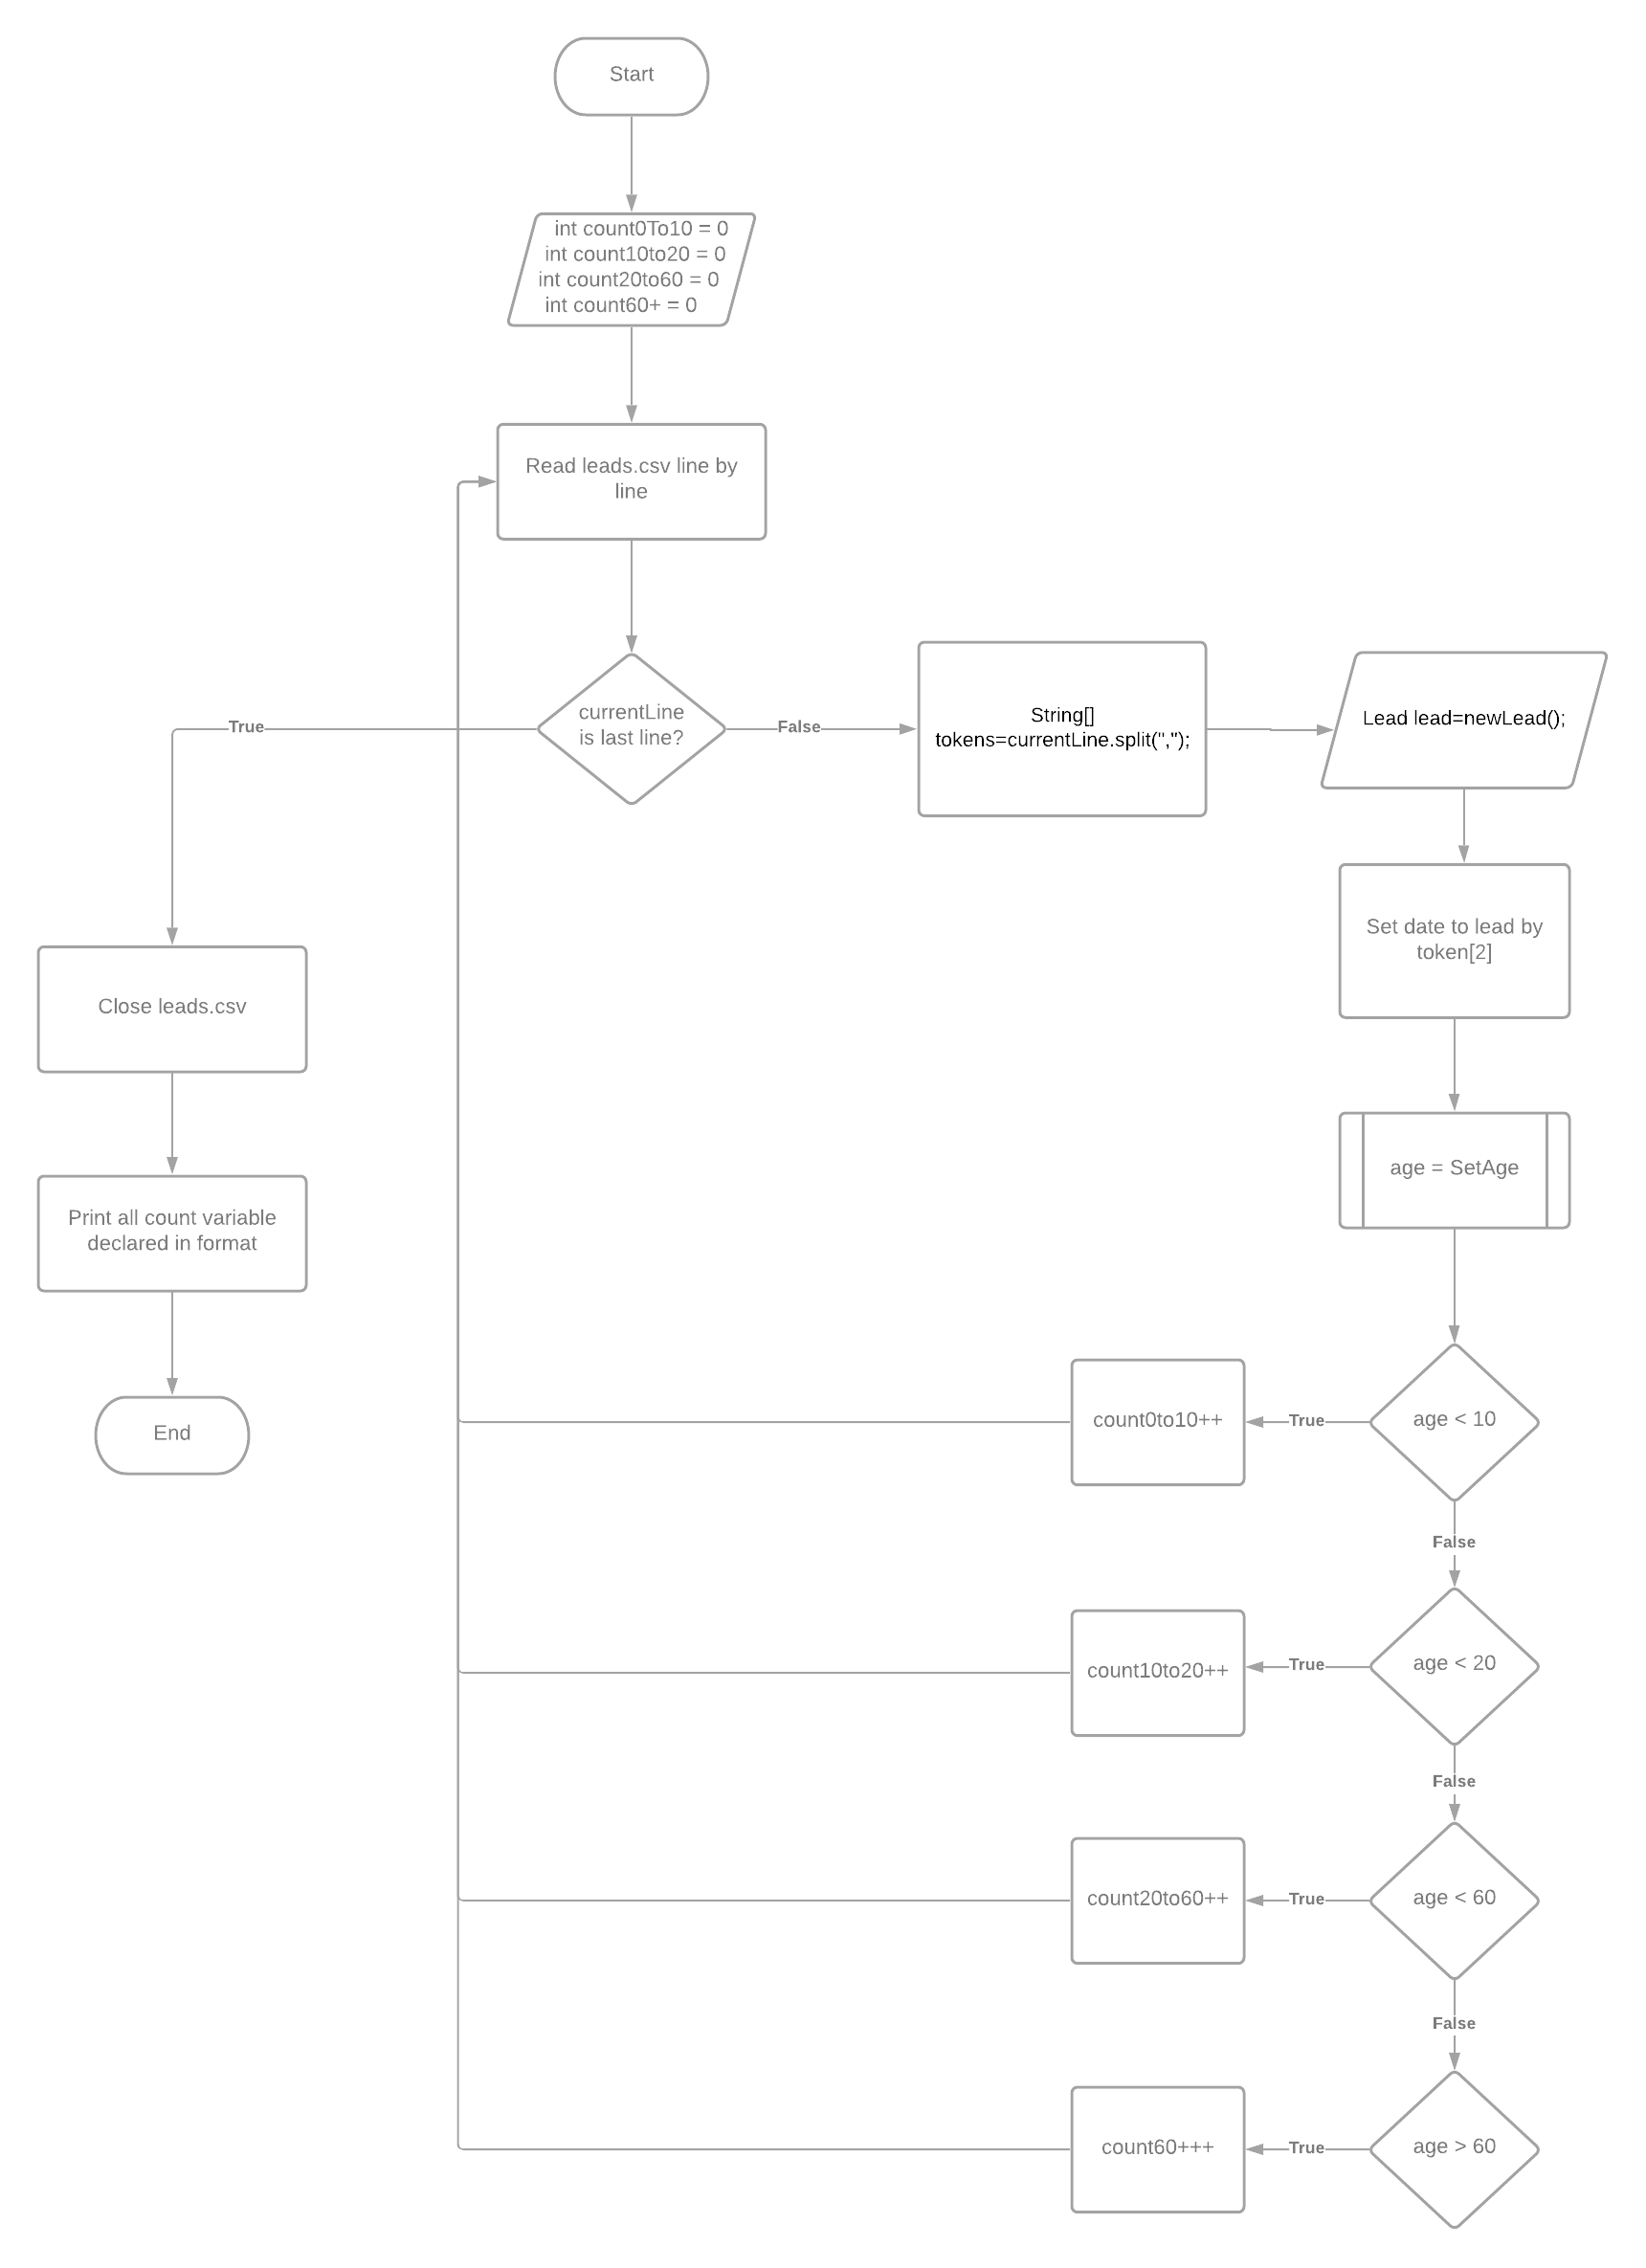 Start
int count0To10 = 0
int count10to20 = 0
int count20to60 = 0
int count60+ = 0
Read leads.csv line by
line
currentLine
is last line?
True
False
String[]
tokens=currentLine.split(",");
Lead lead=newLead();
Set date to lead by
token[2]
Close leads.csv
age = SetAge
Print all count variable
declared in format
End
count0to10++
True
age < 10
False
count10to20++
True
age < 20
False
count20to60++
True
age < 60
False
count60+++
True
age > 60